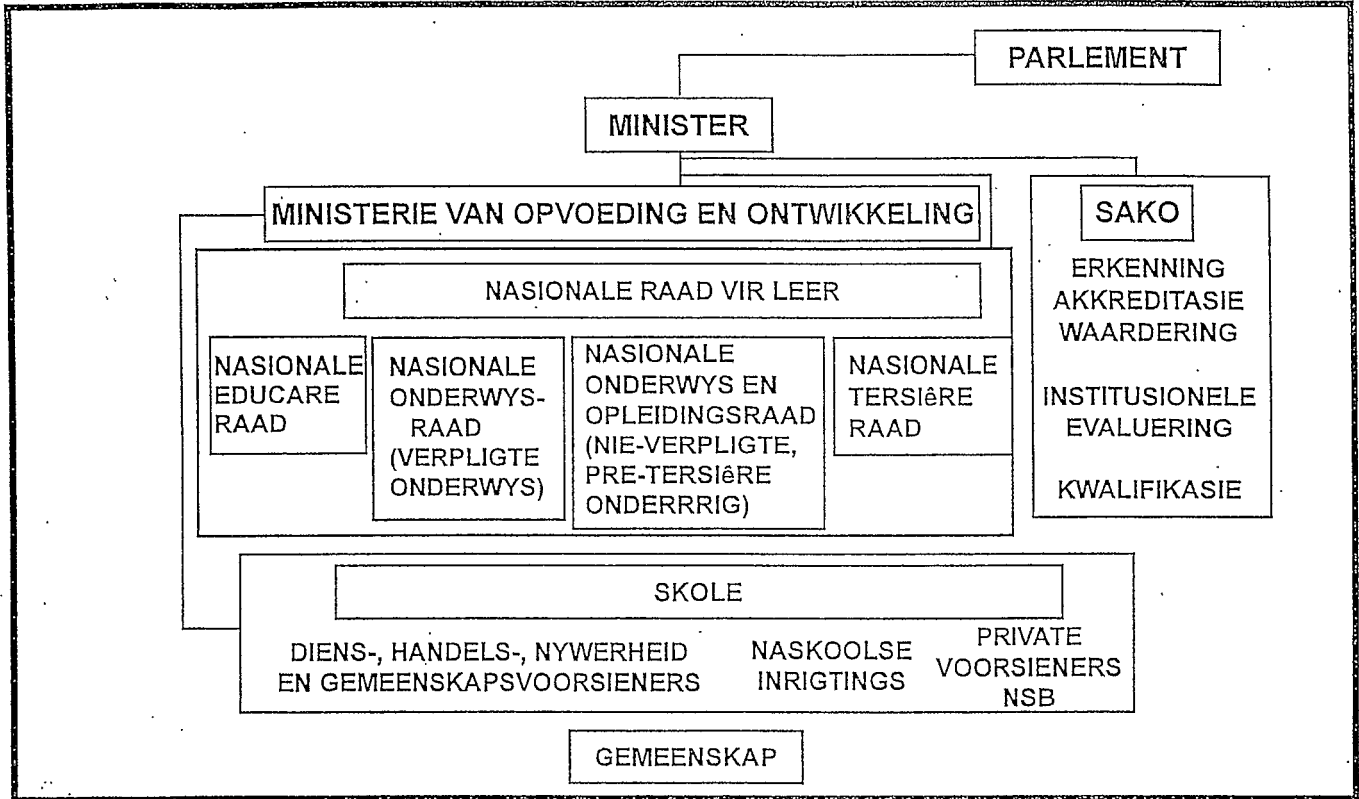 PARLEMENT
MINISTER
MINISTERIE VAN OPVOEDING EN ONTWIKKELING
SAKO
ERKENNING
AKKREDITASIE
WAARDERING
INSTITUSIONELE
EVALUERING
KWALIFIKASIE
NASIONALE RAAD VIR LEER
NASIONALE
EDUCARE
RAAD
NASIONALE
ONDERWYS-
RAAD
(VERPLIGTE
ONDERWYS)
NASIONALE
ONDERWYS EN
OPLEIDINGSRAAD
(NIE-VERPLIGTE,
PRE-TERSIêRE
ONDERRRIG)
NASIONALE
TERSIêRE
RAAD
SKOLE
DIENS-, HANDELS-, NYWERHEID
EN GEMEENSKAPSVOORSIENERS
NASKOOLSE
INRIGTINGS
PRIVATE
VOORSIENERS
NSB
GEMEENSKAP